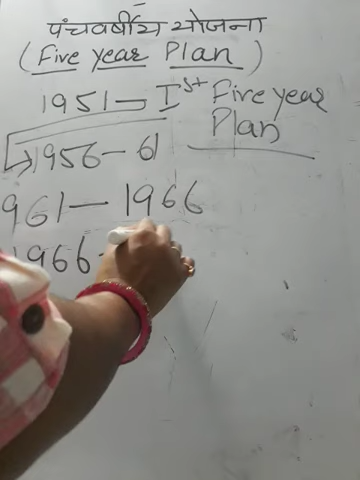 पंचवर्षीय योजना
(Five year Plan)
1951 – Ist Five year
Plan
1956 – 61
961 – 1966
1966 -